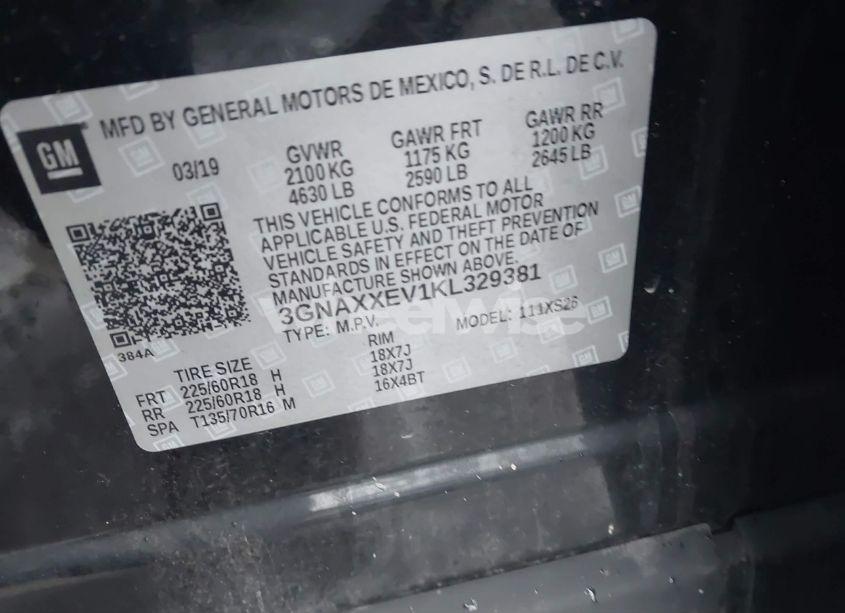 MFD BY GENERAL MOTORS DE MEXICO, S. DE R.L. DE C.V.
GM
03/19
GVWR GAWR FRT GAWR RR
2100 KG 1175 KG 1200 KG
4630 LB 2590 LB 2645 LB
THIS VEHICLE CONFORMS TO ALL
APPLICABLE U.S. FEDERAL MOTOR
VEHICLE SAFETY AND THEFT PREVENTION
STANDARDS IN EFFECT ON THE DATE OF
MANUFACTURE SHOWN ABOVE.
3GNAXXEV1KL329381
TYPE: M.P.V. MODEL: 111XS26
384A
TIRE SIZE RIM
FRT 225/60R18 H 18X7J
RR 225/60R18 H 18X7J
SPA T135/70R16 M 16X4BT